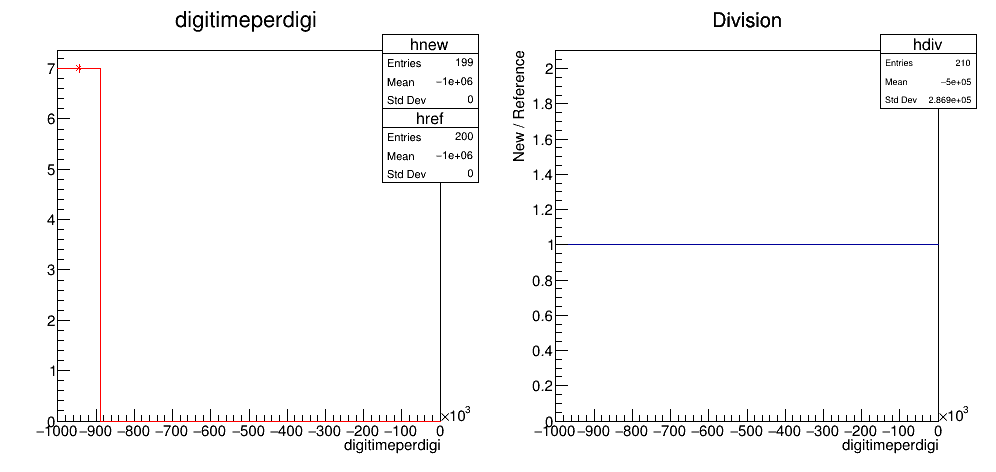 digitimeperdigi
hnew
Entries 199
Mean −1e+06
Std Dev 0
href
Entries 200
Mean −1e+06
Std Dev 0
7
6
5
4
3
2
1
0
−1000 −900 −800 −700 −600 −500 −400 −300 −200 −100 0
×10³
digitimeperdigi
Division
hdiv
Entries 210
Mean −5e+05
Std Dev 2.869e+05
New / Reference
2
1.8
1.6
1.4
1.2
1
0.8
0.6
0.4
0.2
0
−1000 −900 −800 −700 −600 −500 −400 −300 −200 −100 0
×10³
digitimeperdigi